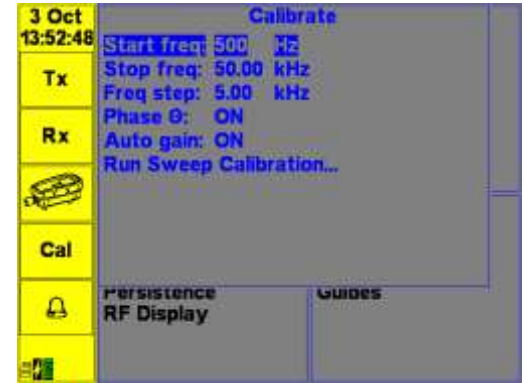 3 Oct
13:52:48
Tx
Rx
Cal
Calibrate
Start freq: 500 Hz
Stop freq: 50.00 kHz
Freq step: 5.00 kHz
Phase θ: ON
Auto gain: ON
Run Sweep Calibration...
Persistence
RF Display
Guides